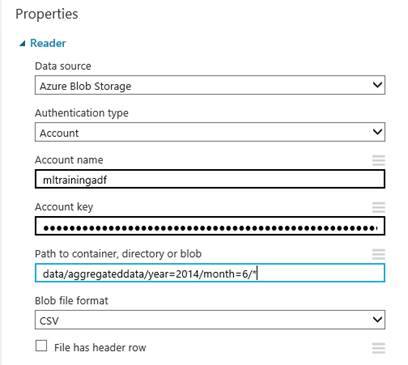 Properties
Reader
Data source
Azure Blob Storage
Authentication type
Account
Account name
mltrainingadf
Account key
Path to container, directory or blob
data/aggregateddata/year=2014/month=6/*
Blob file format
CSV
File has header row